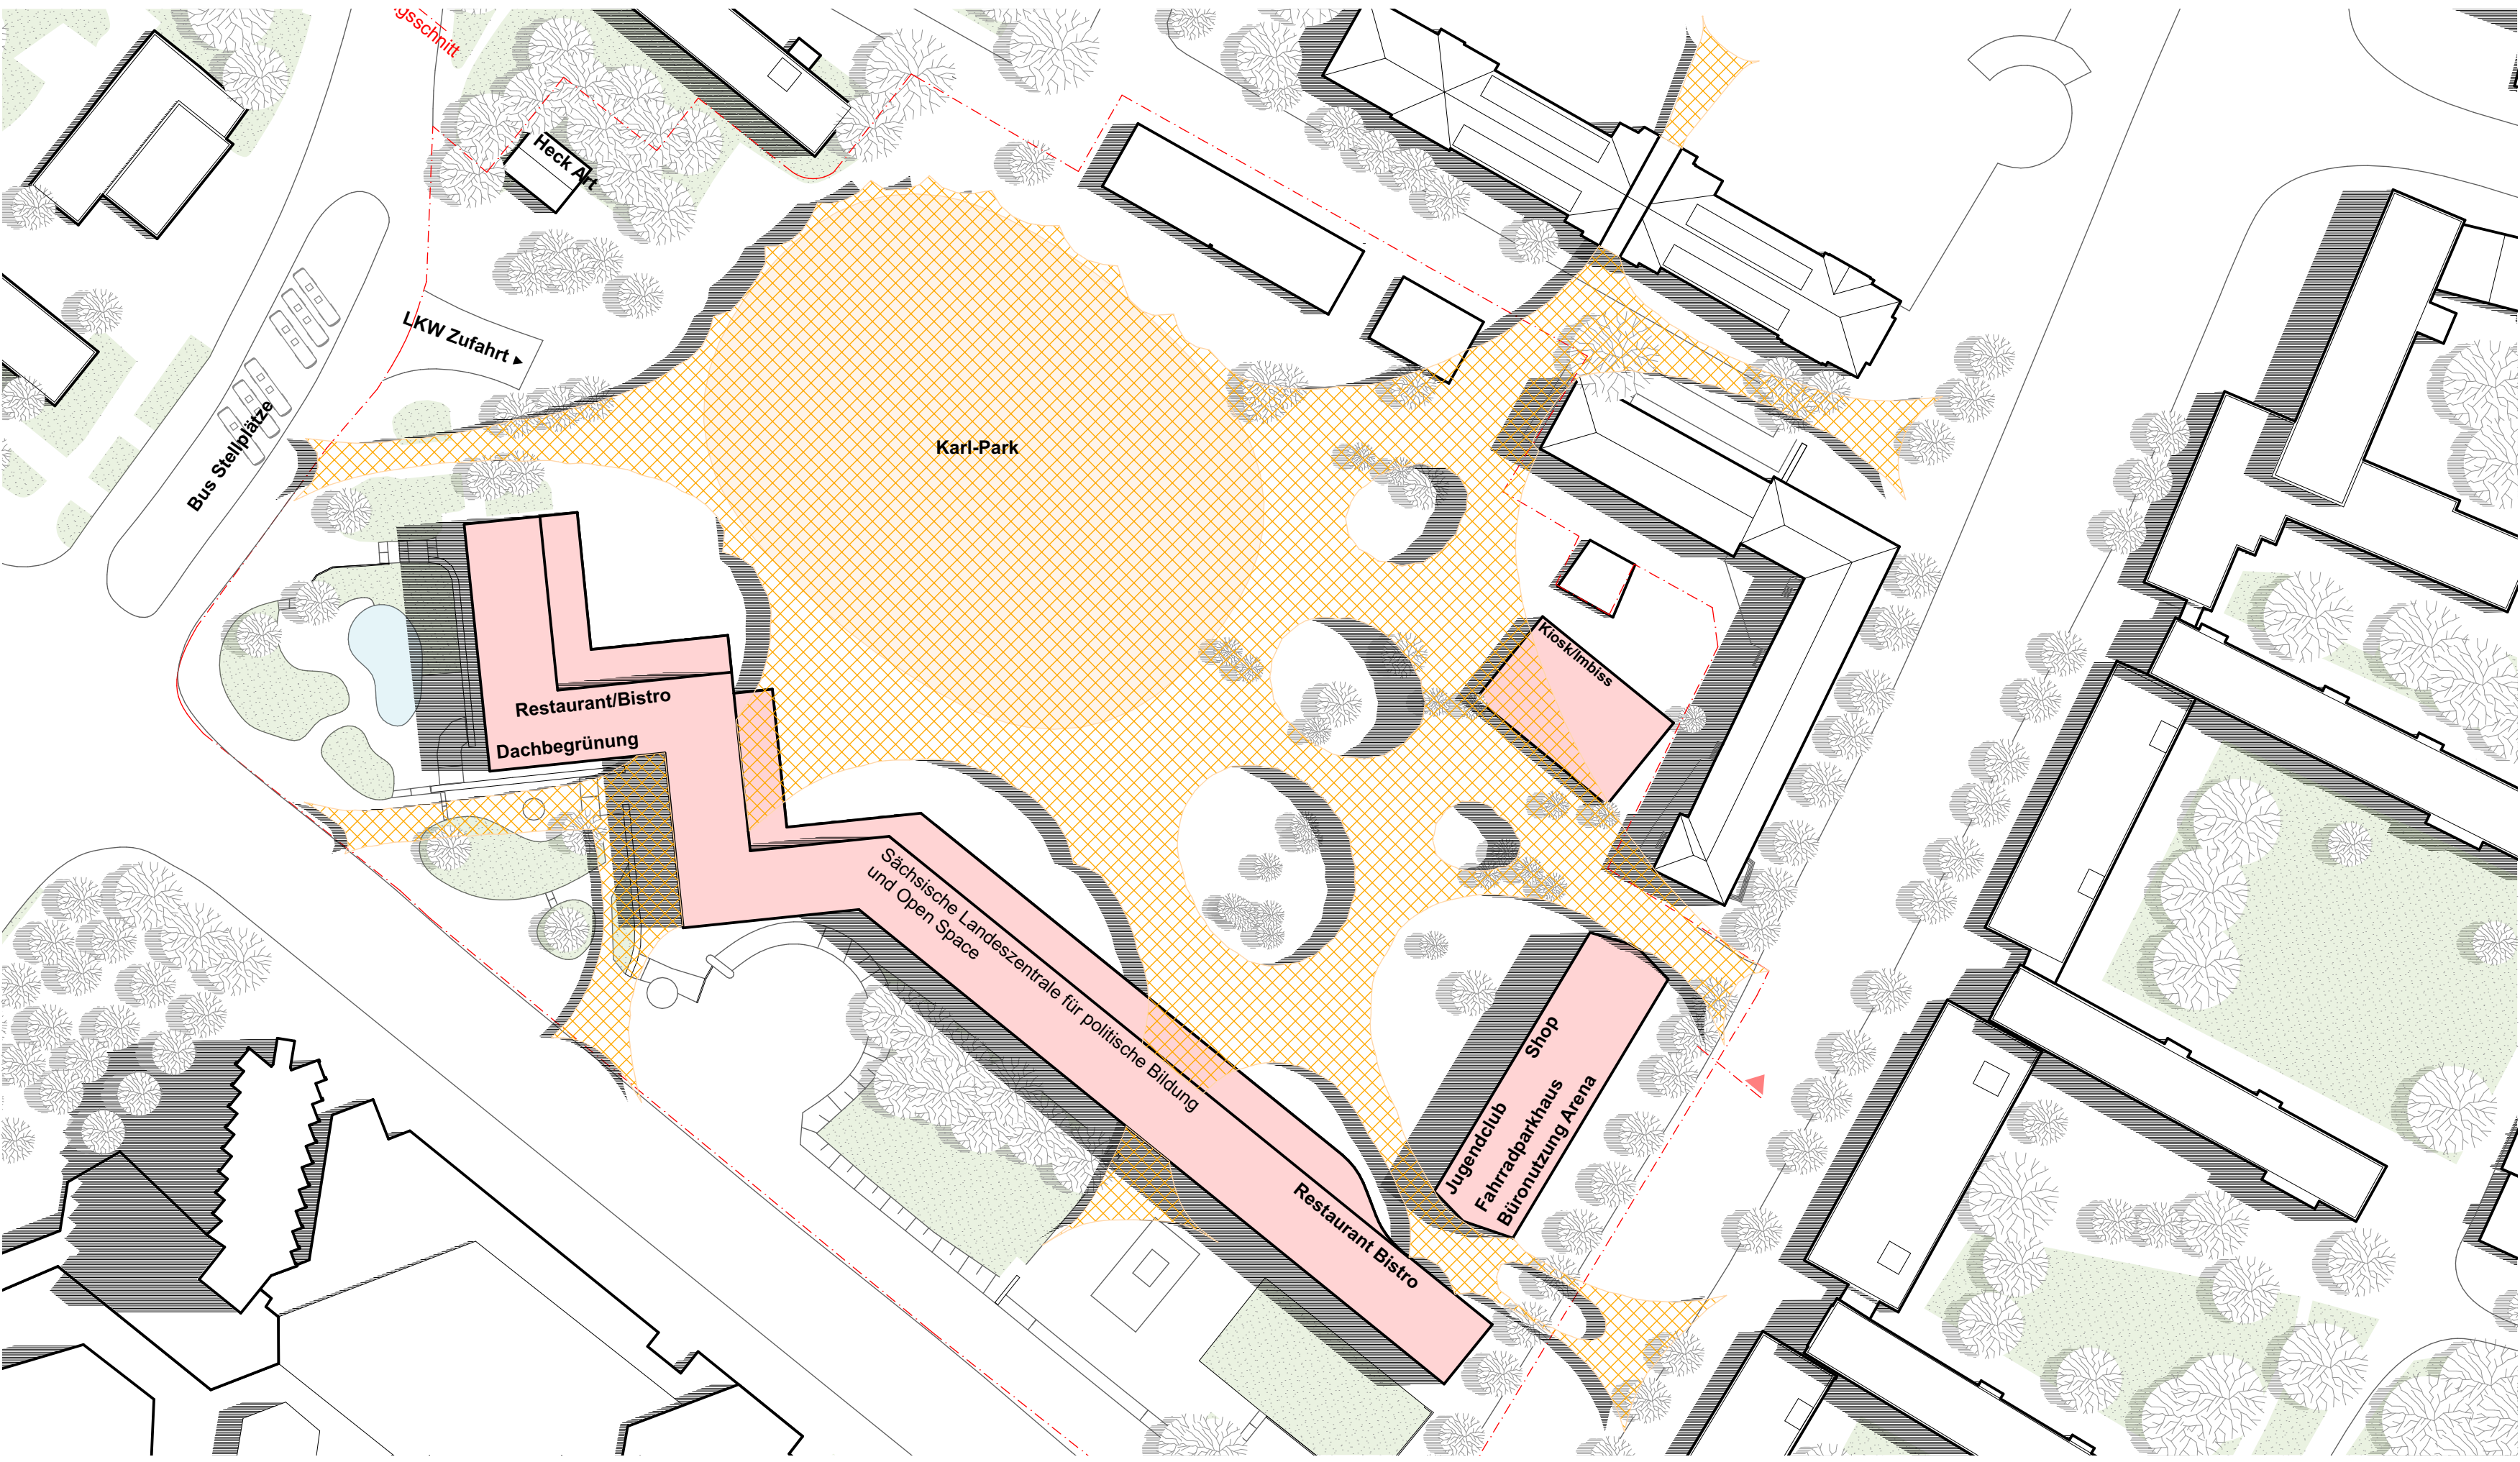 Heck Art
LKW Zufahrt
Bus Stellplätze
Karl-Park
Kiosk/Imbiss
Restaurant/Bistro
Dachbegrünung
Sächsische Landeszentrale für politische Bildung
und Open Space
Shop
Jugendclub
Fahrradparkhaus
Büronutzung Arena
Restaurant Bistro